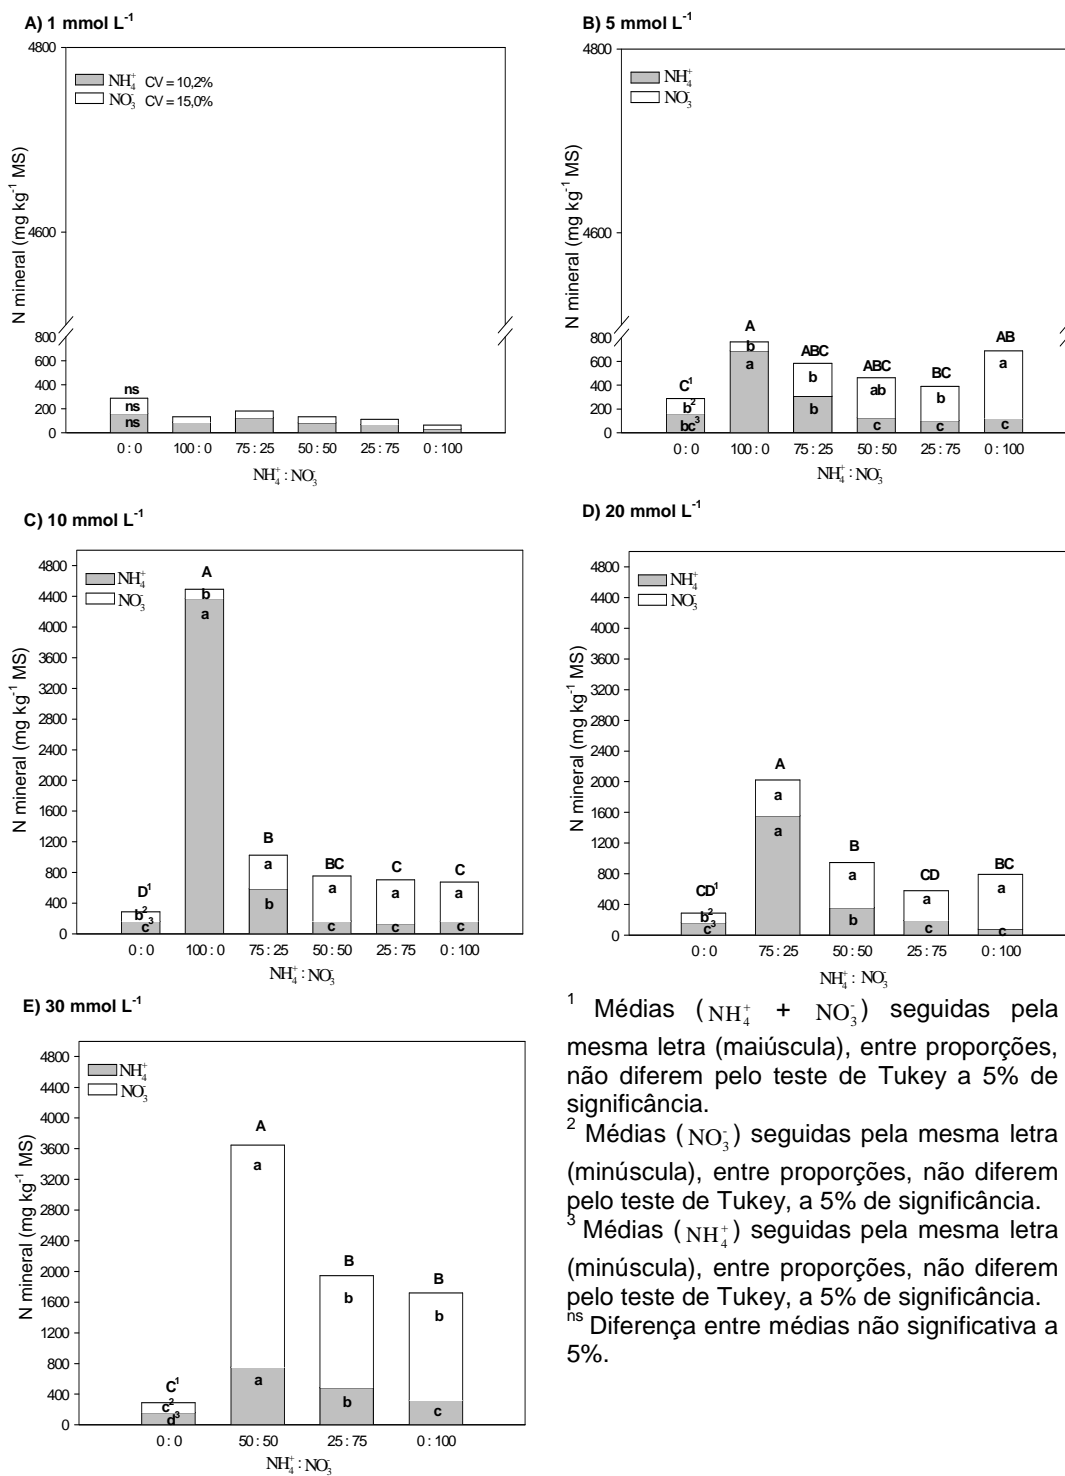 A) 1 mmol L⁻¹
4800
NH₄⁺ CV = 10,2%
NO₃⁻ CV = 15,0%
4600
800
600
400
200
0
N mineral (mg kg⁻¹ MS)
ns
ns
ns
0 : 0 100 : 0 75 : 25 50 : 50 25 : 75 0 : 100
NH₄⁺ : NO₃⁻
B) 5 mmol L⁻¹
4800
NH₄⁺
NO₃⁻
4600
800
600
400
200
0
N mineral (mg kg⁻¹ MS)
C¹ A ABC ABC BC AB
b² b b ab b a
bc³ a b c c c
0 : 0 100 : 0 75 : 25 50 : 50 25 : 75 0 : 100
NH₄⁺ : NO₃⁻
C) 10 mmol L⁻¹
4800
4400
4000
3600
3200
2800
2400
2000
1600
1200
800
400
0
N mineral (mg kg⁻¹ MS)
NH₄⁺
NO₃⁻
D¹ A B BC C C
b² b a a a a
c³ a b c c c
0 : 0 100 : 0 75 : 25 50 : 50 25 : 75 0 : 100
NH₄⁺ : NO₃⁻
D) 20 mmol L⁻¹
4800
4400
4000
3600
3200
2800
2400
2000
1600
1200
800
400
0
N mineral (mg kg⁻¹ MS)
NH₄⁺
NO₃⁻
CD¹ A B CD BC
b² a a a a
c³ a b c c
0 : 0 75 : 25 50 : 50 25 : 75 0 : 100
NH₄⁺ : NO₃⁻
E) 30 mmol L⁻¹
4800
4400
4000
3600
3200
2800
2400
2000
1600
1200
800
400
0
N mineral (mg kg⁻¹ MS)
NH₄⁺
NO₃⁻
C¹ A B B
c² a b b
d³ a b c
0 : 0 50 : 50 25 : 75 0 : 100
NH₄⁺ : NO₃⁻
¹ Médias (NH₄⁺ + NO₃⁻) seguidas pela
mesma letra (maiúscula), entre proporções,
não diferem pelo teste de Tukey a 5% de
significância.
² Médias (NO₃⁻) seguidas pela mesma letra
(minúscula), entre proporções, não diferem
pelo teste de Tukey, a 5% de significância.
³ Médias (NH₄⁺) seguidas pela mesma letra
(minúscula), entre proporções, não diferem
pelo teste de Tukey, a 5% de significância.
ⁿˢ Diferença entre médias não significativa a
5%.